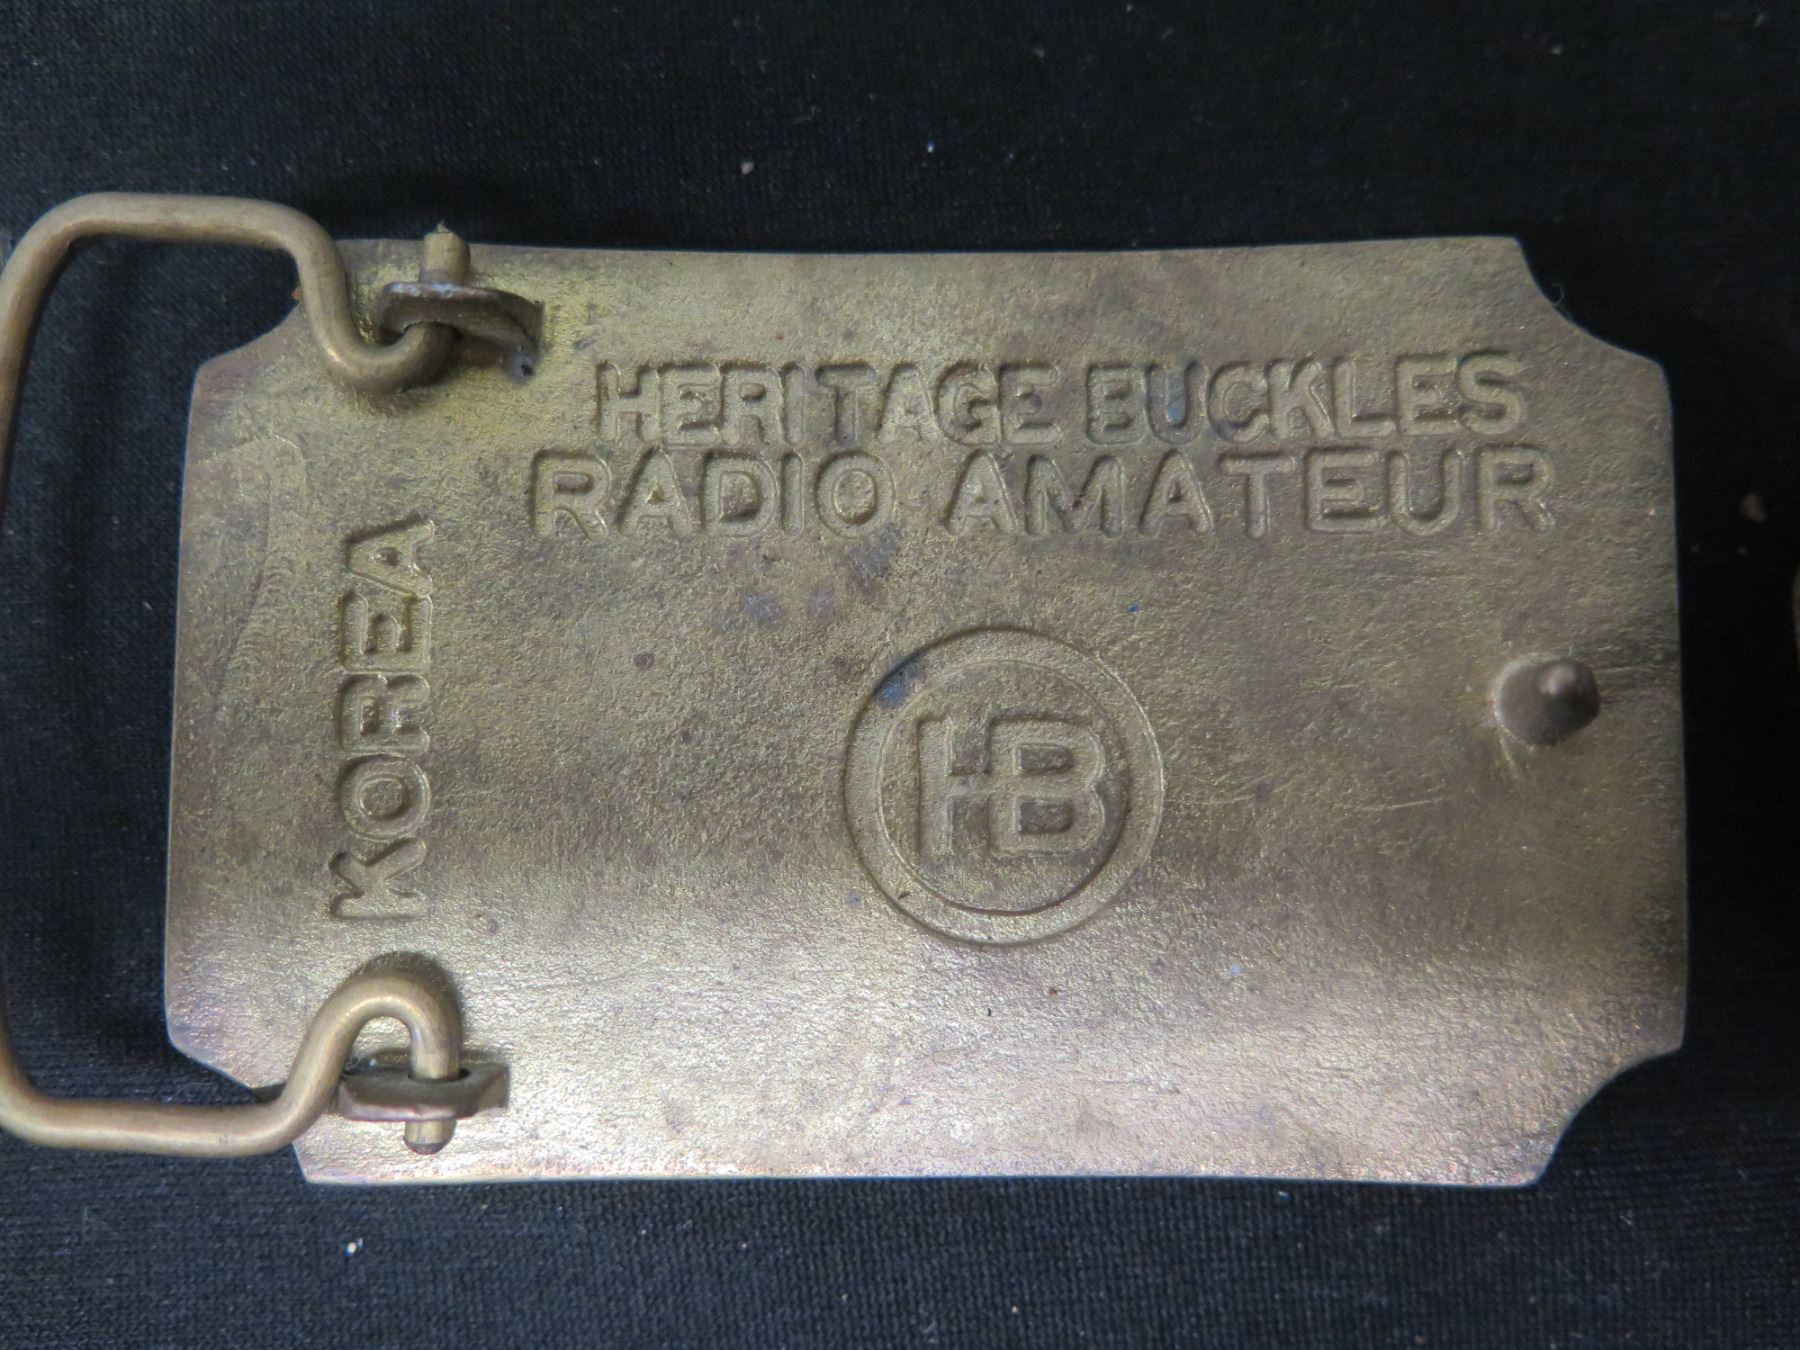 HERITAGE BUCKLES
RADIO AMATEUR
KOREA
HB